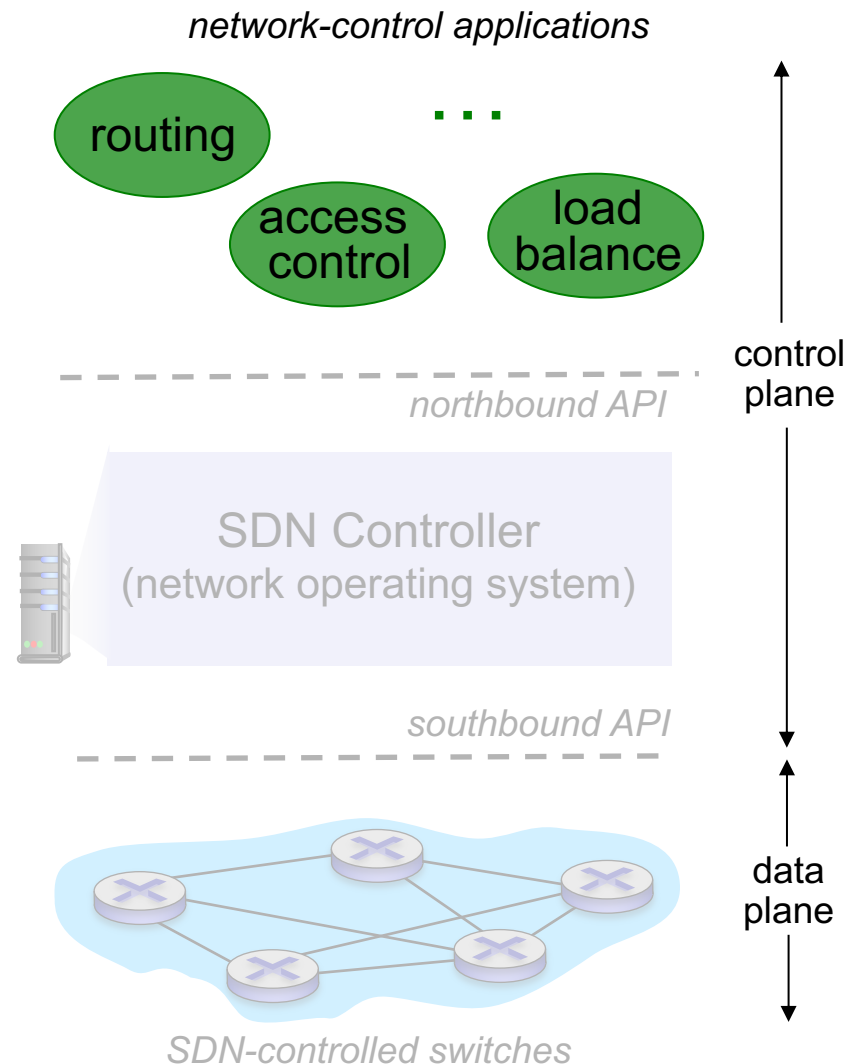 network-control applications
routing
...
access
control
load
balance
control
plane
northbound API
SDN Controller
(network operating system)
southbound API
data
plane
SDN-controlled switches